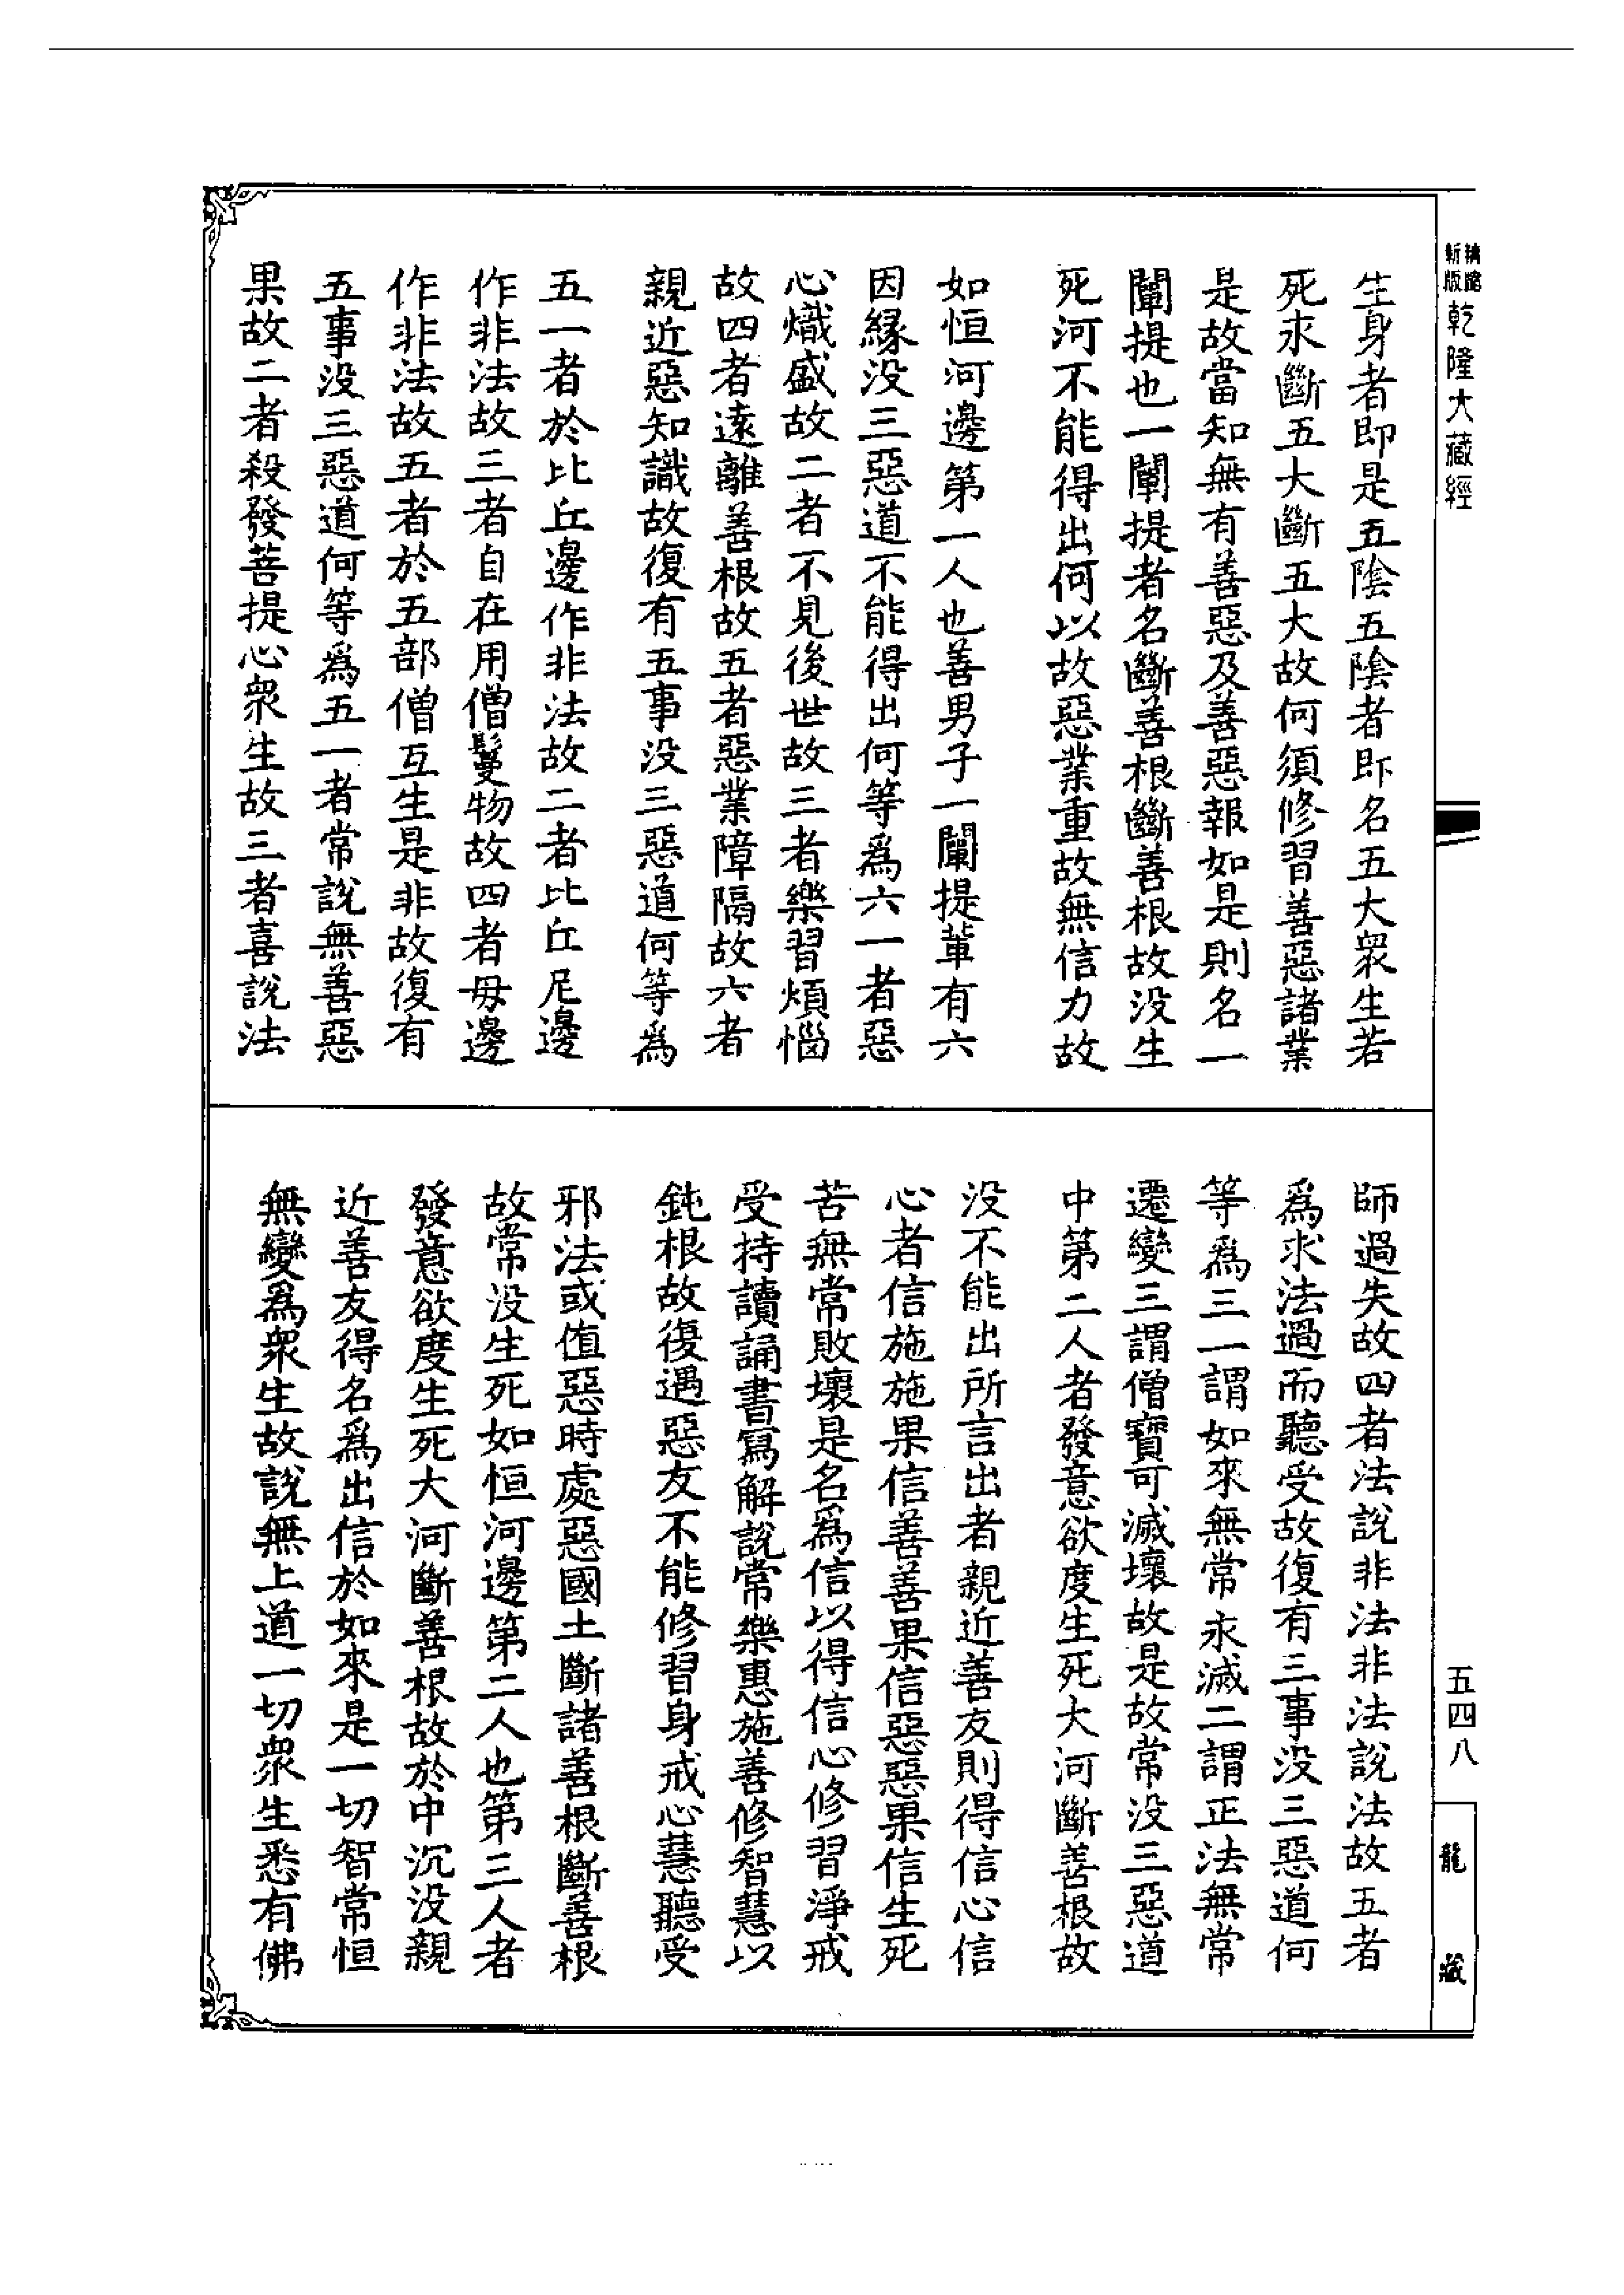 新版
乾隆大藏經
生身者即是五陰五陰者即名五大衆生若
死永斷五大斷五大故何須修習善惡諸業
是故當知無有善惡及善惡報如是則名一
闡提也一闡提者名斷善根斷善根故没生
死河不能得出何以故惡業重故無信力故
如恒河邊第一人也善男子一闡提輩有六
因緣没三惡道不能得出何等爲六一者惡
心熾盛故二者不見後世故三者樂習煩惱
故四者遠離善根故五者惡業障隔故六者
親近惡知識故復有五事没三惡道何等爲
五一者於比丘邊作非法故二者比丘尼邊
作非法故三者自在用僧鬘物故四者毋邊
作非法故五者於五部僧互生是非故復有
五事没三惡道何等爲五一者常說無善惡
果故二者殺發菩提心衆生故三者喜說法
師過失故四者法說非法非法說法故五者
爲求法過而聽受故復有三事没三惡道何
等爲三一謂如來無常永滅二謂正法無常
遷變三謂僧寶可滅壞故是故常没三惡道
中第二人者發意欲度生死大河斷善根故
没不能出所言出者親近善友則得信心信
心者信施施果信善善果信惡惡果信生死
苦無常敗壞是名爲信以得信心修習淨戒
受持讀誦書寫解說常樂惠施善修智慧以
鈍根故復遇惡友不能修習身戒心慧聽受
邪法或值惡時處惡國土斷諸善根斷善根
故常没生死如恒河邊第二人也第三人者
發意欲度生死大河斷善根故於中沉没親
近善友得名爲出信於如來是一切智常恒
無變爲衆生故說無上道一切衆生悉有佛
五四八
龍藏